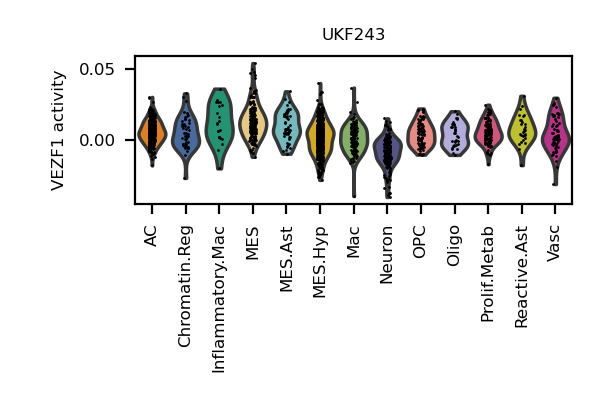 UKF243
VEZF1 activity
0.05
0.00
AC
Chromatin.Reg
Inflammatory.Mac
MES
MES.Ast
MES.Hyp
Mac
Neuron
OPC
Oligo
Prolif.Metab
Reactive.Ast
Vasc